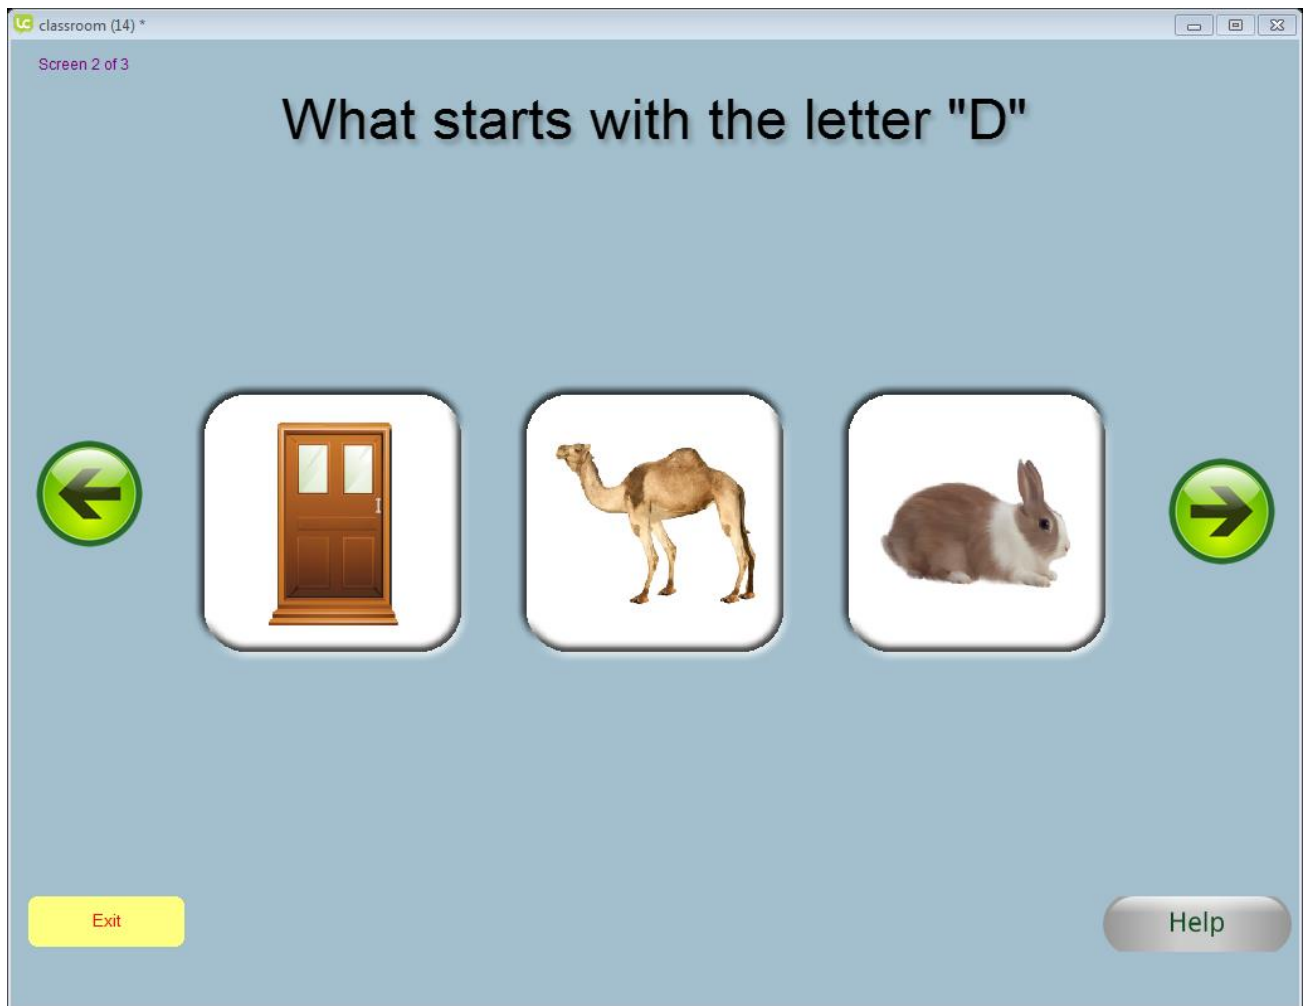 classroom (14) *
Screen 2 of 3
What starts with the letter "D"
Exit
Help